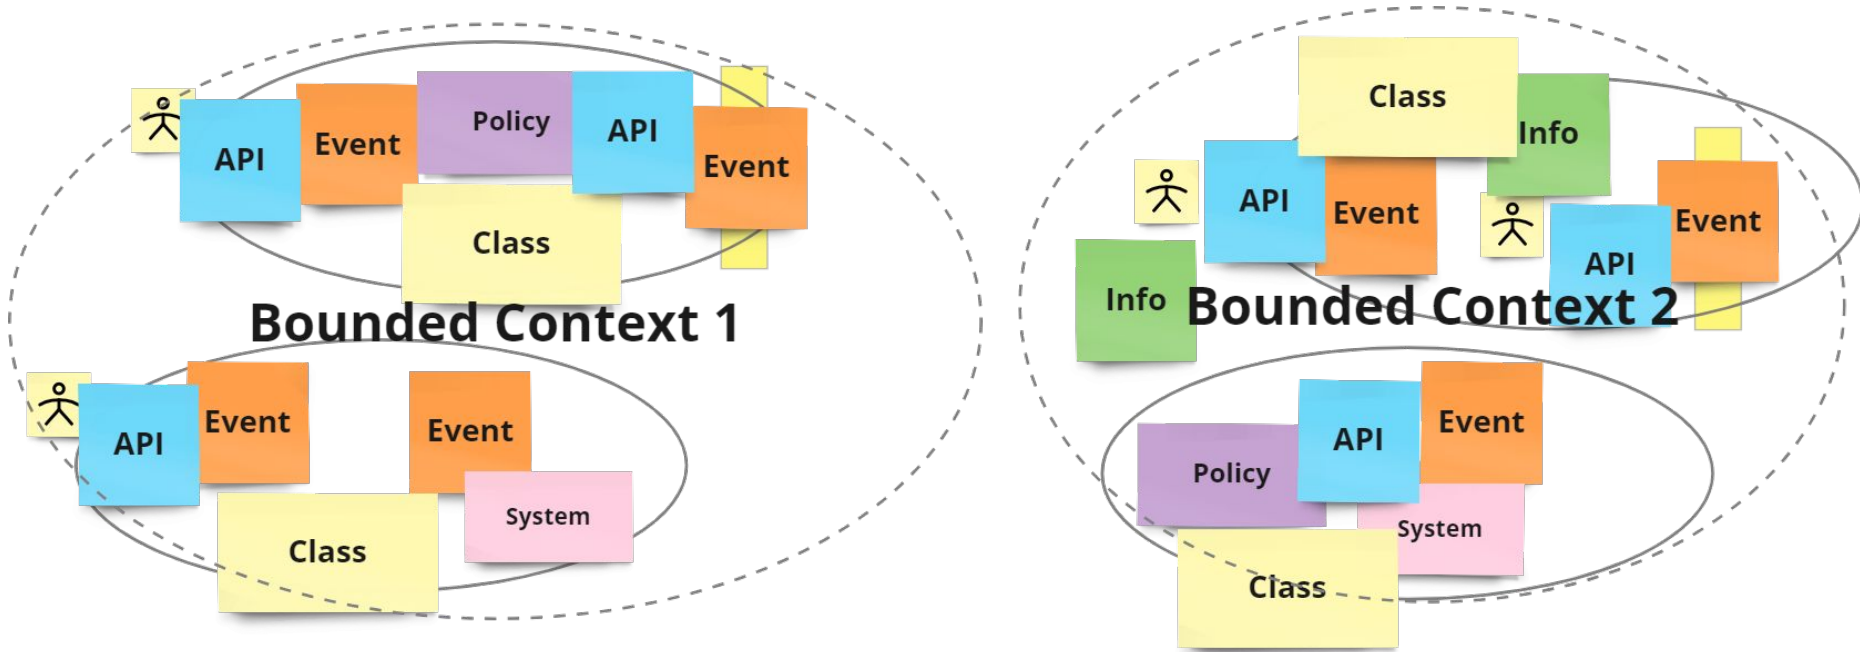 API
Event
Policy
API
Event
Class
Bounded Context 1
API
Event
Event
System
Class
Class
Info
API
Event
API
Event
Info
Bounded Context 2
Policy
API
Event
System
Class